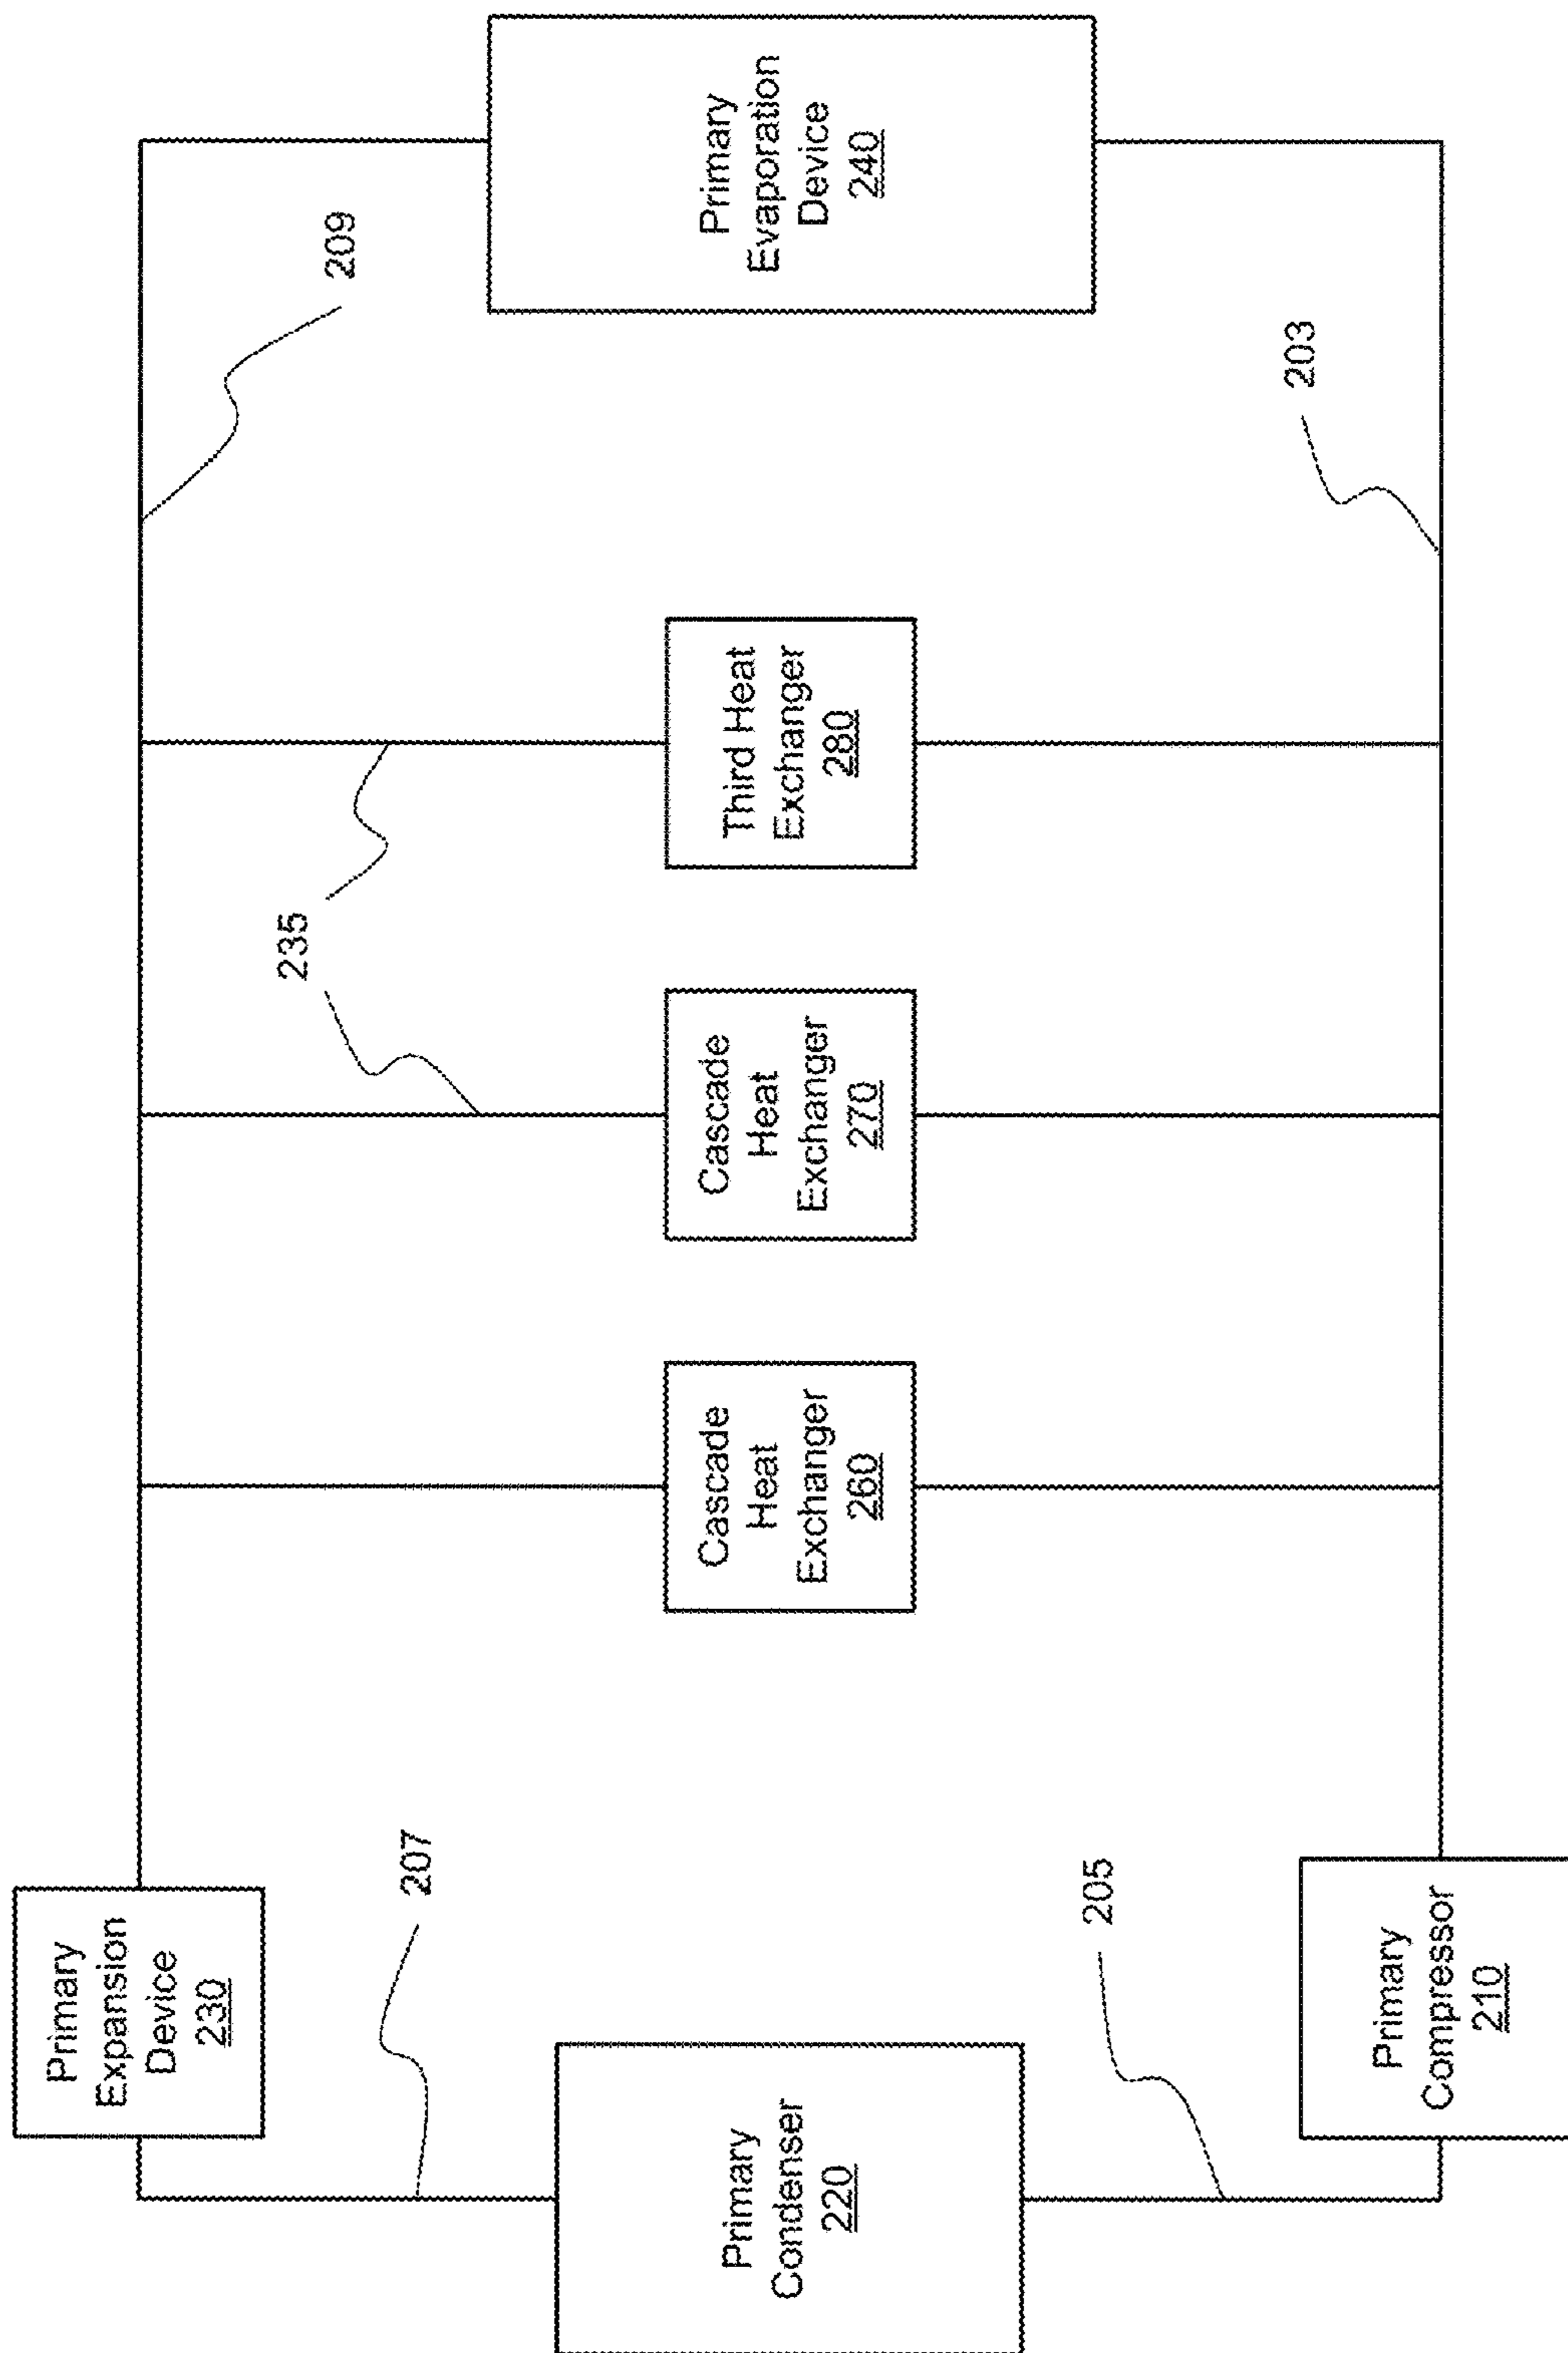 Primary
Expansion
Device
230
207
Primary
Condenser
220
205
Primary
Compressor
210
Cascade
Heat
Exchanger
260
Cascade
Heat
Exchanger
270
235
Third Heat
Exchanger
280
209
203
Primary
Evaporation
Device
240